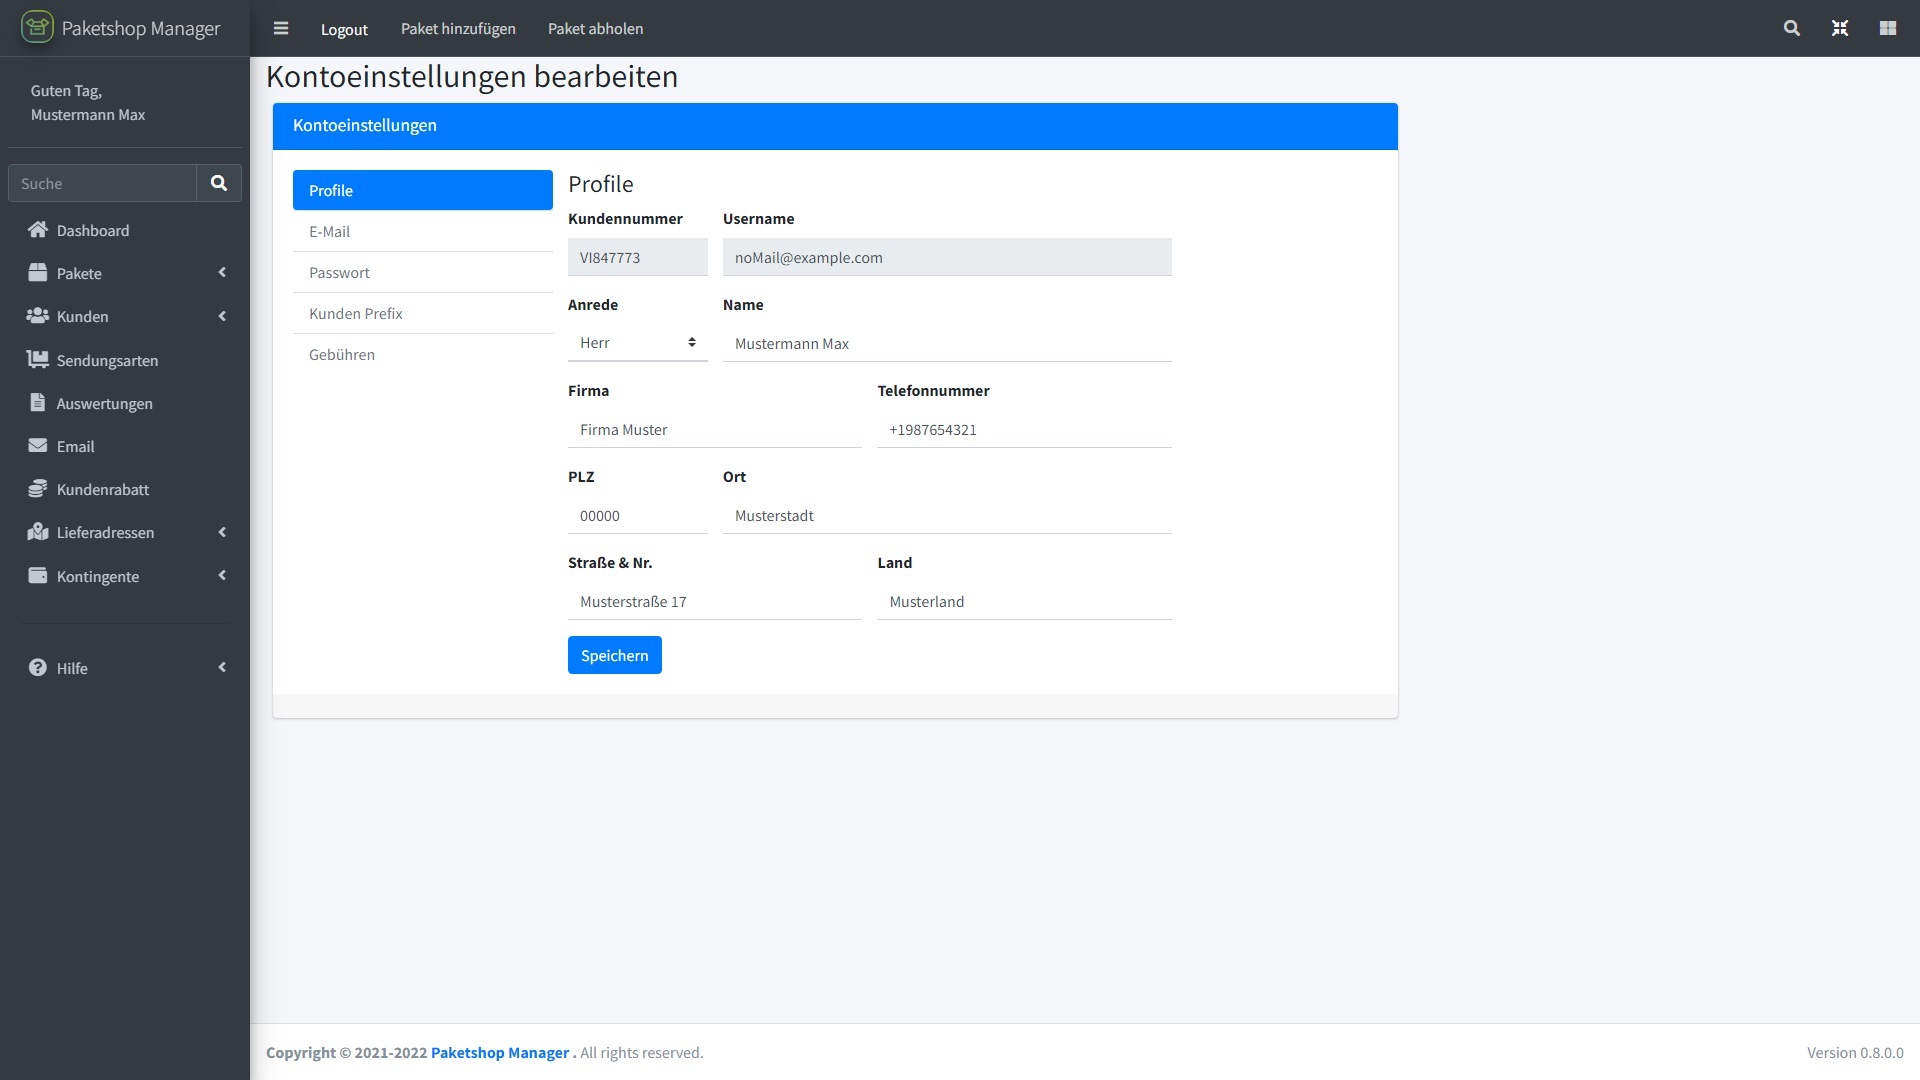 Paketshop Manager
Logout Paket hinzufügen Paket abholen
Guten Tag,
Mustermann Max
Suche
Dashboard
Pakete
Kunden
Sendungsarten
Auswertungen
Email
Kundenrabatt
Lieferadressen
Kontingente
Hilfe
Kontoeinstellungen bearbeiten
Kontoeinstellungen
Profile
E-Mail
Passwort
Kunden Prefix
Gebühren
Profile
Kundennummer Username
VI847773 noMail@example.com
Anrede Name
Herr Mustermann Max
Firma Telefonnummer
Firma Muster +1987654321
PLZ Ort
00000 Musterstadt
Straße & Nr. Land
Musterstraße 17 Musterland
Speichern
Copyright © 2021-2022 Paketshop Manager . All rights reserved. Version 0.8.0.0